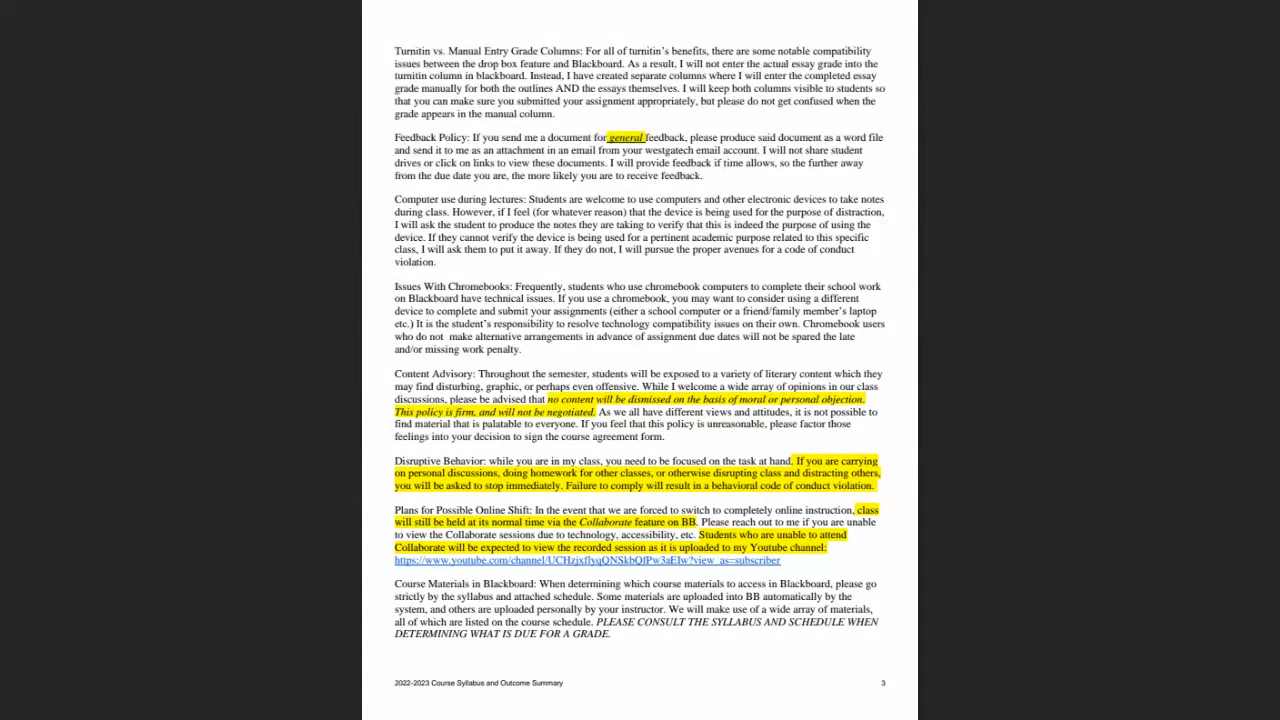 Turnitin vs. Manual Entry Grade Columns: For all of turnitin's benefits, there are some notable compatibility
issues between the drop box feature and Blackboard. As a result, I will not enter the actual essay grade into the
turnitin column in blackboard. Instead, I have created separate columns where I will enter the completed essay
grade manually for both the outlines AND the essays themselves. I will keep both columns visible to students so
that you can make sure you submitted your assignment appropriately, but please do not get confused when the
grade appears in the manual column.
Feedback Policy: If you send me a document for general feedback, please produce said document as a word file
and send it to me as an attachment in an email from your westgatech email account. I will not share student
drives or click on links to view these documents. I will provide feedback if time allows, so the further away
from the due date you are, the more likely you are to receive feedback.
Computer use during lectures: Students are welcome to use computers and other electronic devices to take notes
during class. However, if I feel (for whatever reason) that the device is being used for the purpose of distraction,
I will ask the student to produce the notes they are taking to verify that this is indeed the purpose of using the
device. If they cannot verify the device is being used for a pertinent academic purpose related to this specific
class, I will ask them to put it away. If they do not, I will pursue the proper avenues for a code of conduct
violation.
Issues With Chromebooks: Frequently, students who use chromebook computers to complete their school work
on Blackboard have technical issues. If you use a chromebook, you may want to consider using a different
device to complete and submit your assignments (either a school computer or a friend/family member's laptop
etc.) It is the student's responsibility to resolve technology compatibility issues on their own. Chromebook users
who do not make alternative arrangements in advance of assignment due dates will not be spared the late
and/or missing work penalty.
Content Advisory: Throughout the semester, students will be exposed to a variety of literary content which they
may find disturbing, graphic, or perhaps even offensive. While I welcome a wide array of opinions in our class
discussions, please be advised that no content will be dismissed on the basis of moral or personal objection.
This policy is firm, and will not be negotiated. As we all have different views and attitudes, it is not possible to
find material that is palatable to everyone. If you feel that this policy is unreasonable, please factor those
feelings into your decision to sign the course agreement form.
Disruptive Behavior: while you are in my class, you need to be focused on the task at hand. If you are carrying
on personal discussions, doing homework for other classes, or otherwise disrupting class and distracting others,
you will be asked to stop immediately. Failure to comply will result in a behavioral code of conduct violation.
Plans for Possible Online Shift: In the event that we are forced to switch to completely online instruction, class
will still be held at its normal time via the Collaborate feature on BB. Please reach out to me if you are unable
to view the Collaborate sessions due to technology, accessibility, etc. Students who are unable to attend
Collaborate will be expected to view the recorded session as it is uploaded to my Youtube channel:
https://www.youtube.com/channel/UCHzjxflyqQNSkbQfPw3aEIw?view_as=subscriber
Course Materials in Blackboard: When determining which course materials to access in Blackboard, please go
strictly by the syllabus and attached schedule. Some materials are uploaded into BB automatically by the
system, and others are uploaded personally by your instructor. We will make use of a wide array of materials,
all of which are listed on the course schedule. PLEASE CONSULT THE SYLLABUS AND SCHEDULE WHEN
DETERMINING WHAT IS DUE FOR A GRADE.
2022-2023 Course Syllabus and Outcome Summary 3